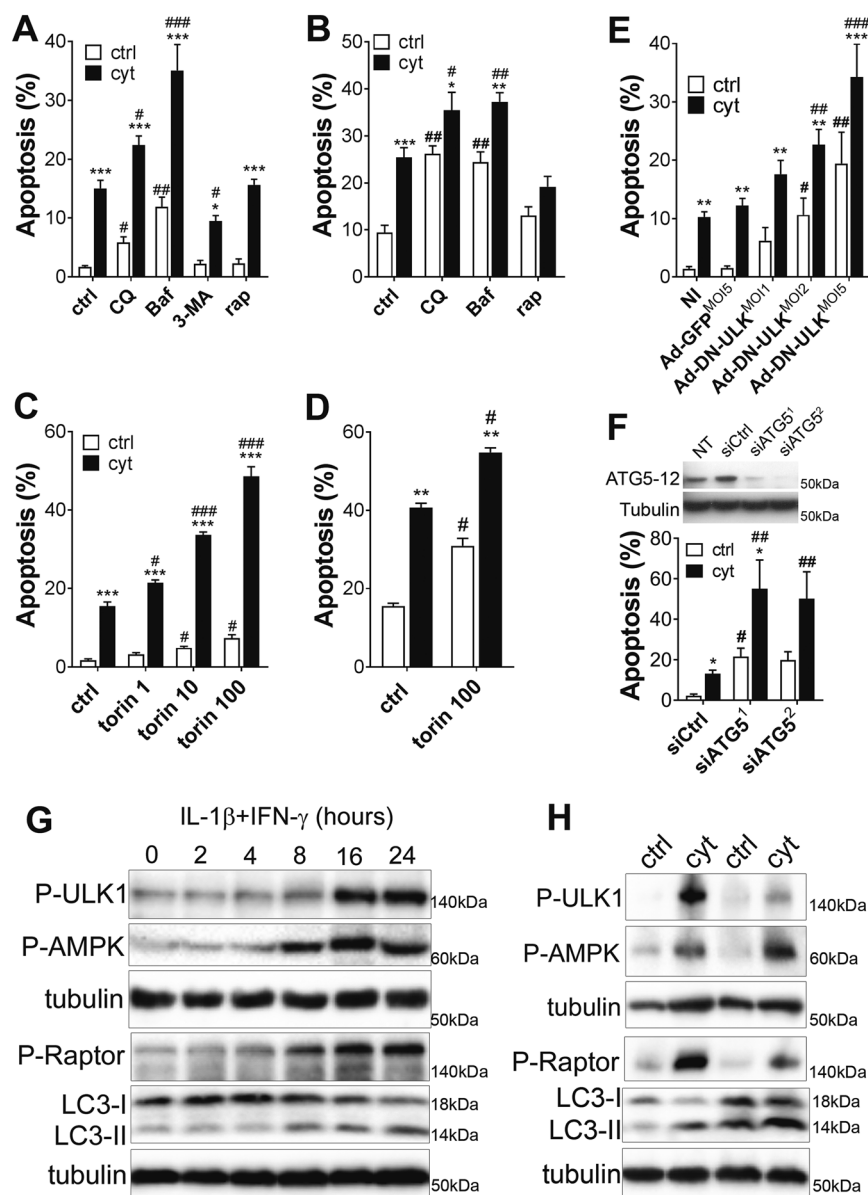 A
Apoptosis (%)
40
30
20
10
0
ctrl
cyt
***
#
#
***
##
###
***
#
*
***
ctrl
CQ
Baf
3-MA
rap
B
Apoptosis (%)
50
40
30
20
10
0
ctrl
cyt
***
##
#
*
##
##
**
ctrl
CQ
Baf
rap
E
Apoptosis (%)
40
30
20
10
0
ctrl
cyt
**
**
**
#
##
**
##
###
***
NI
Ad-GFPMOI5
Ad-DN-ULKMOI1
Ad-DN-ULKMOI2
Ad-DN-ULKMOI5
C
Apoptosis (%)
60
40
20
0
ctrl
cyt
***
#
***
#
###
***
#
###
***
ctrl
torin 1
torin 10
torin 100
D
Apoptosis (%)
60
40
20
0
**
#
#
**
ctrl
torin 100
F
NT siCtrl siATG5¹ siATG5²
ATG5-12 50kDa
Tubulin 50kDa
Apoptosis (%)
80
60
40
20
0
ctrl
cyt
*
#
##
*
##
siCtrl
siATG5¹
siATG5²
G
IL-1β+IFN-γ (hours)
0 2 4 8 16 24
P-ULK1 140kDa
P-AMPK 60kDa
tubulin 50kDa
P-Raptor 140kDa
LC3-I 18kDa
LC3-II 14kDa
tubulin 50kDa
H
ctrl cyt ctrl cyt
P-ULK1 140kDa
P-AMPK 60kDa
tubulin 50kDa
P-Raptor 140kDa
LC3-I 18kDa
LC3-II 14kDa
tubulin 50kDa